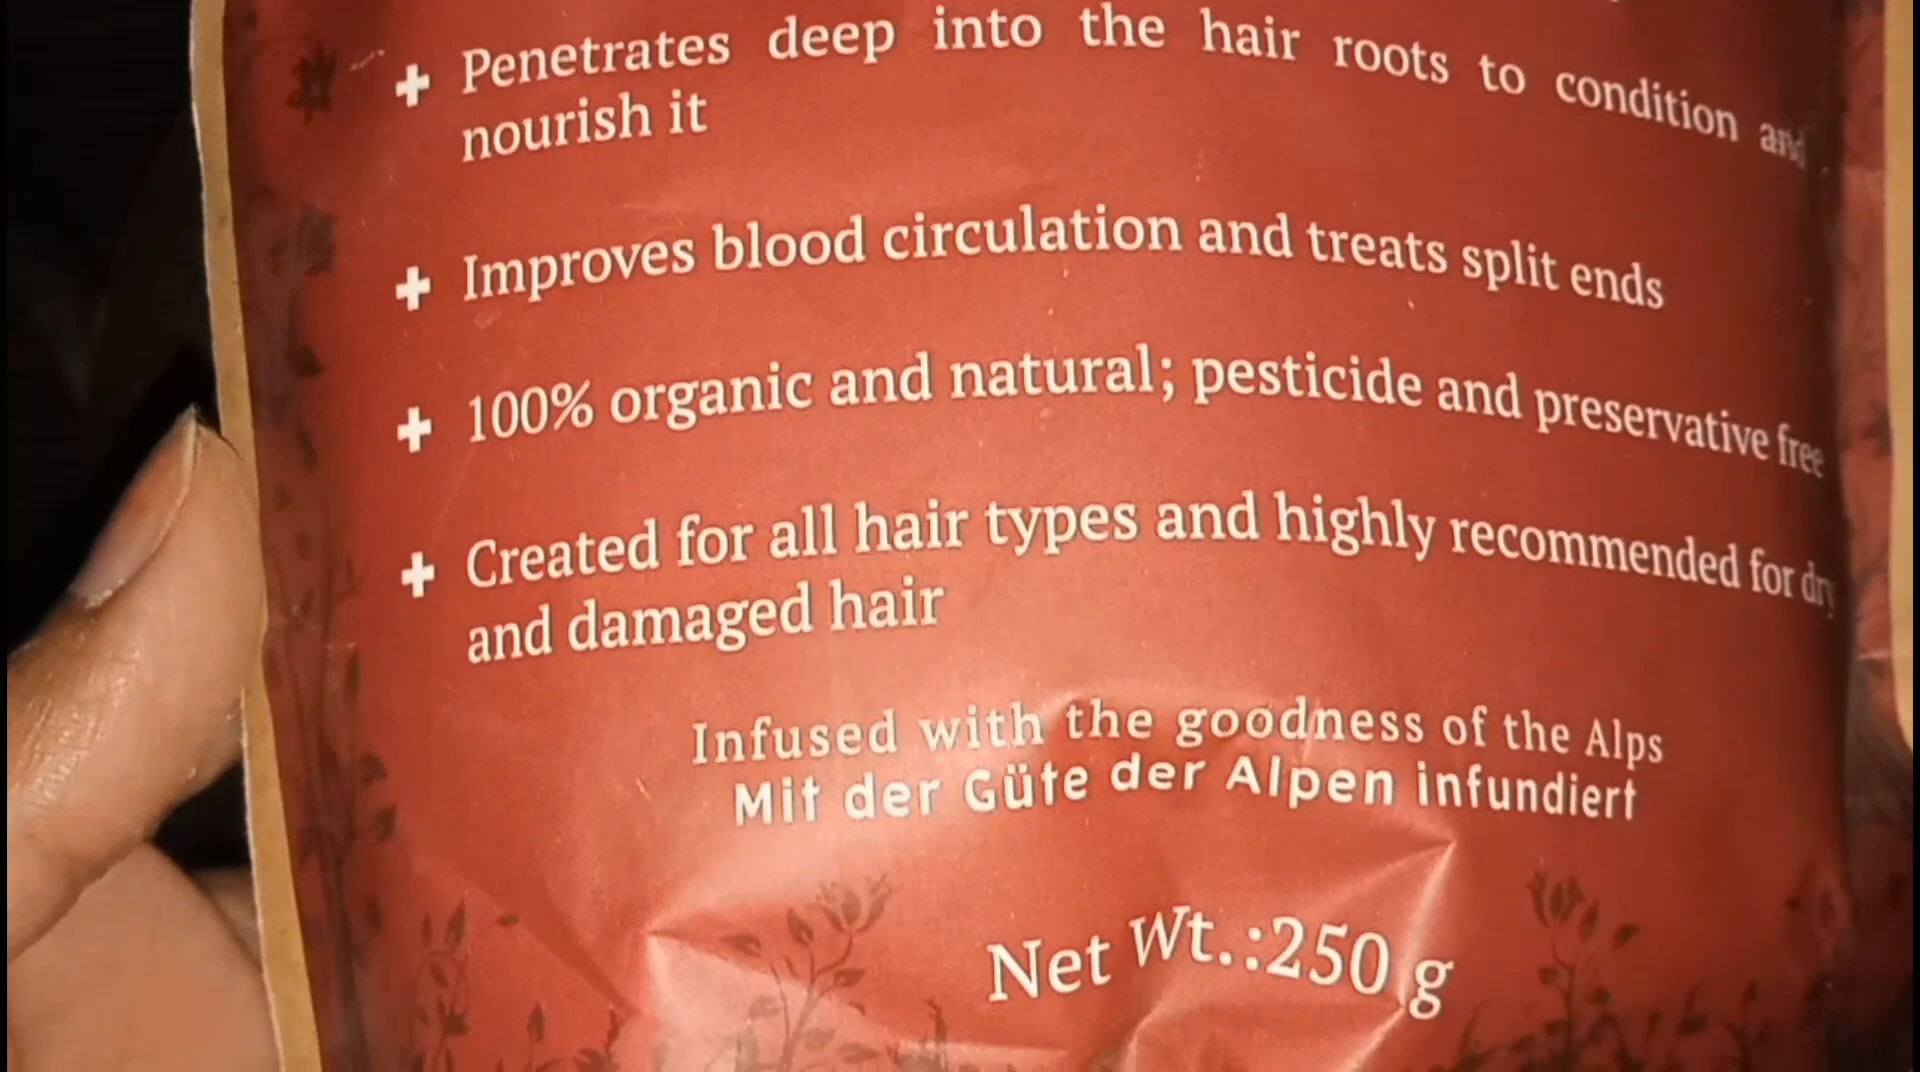 + Penetrates deep into the hair roots to condition and
nourish it
+ Improves blood circulation and treats split ends
+ 100% organic and natural; pesticide and preservative free
+ Created for all hair types and highly recommended for dry
and damaged hair
Infused with the goodness of the Alps
Mit der Güte der Alpen infundiert
Net Wt.:250 g